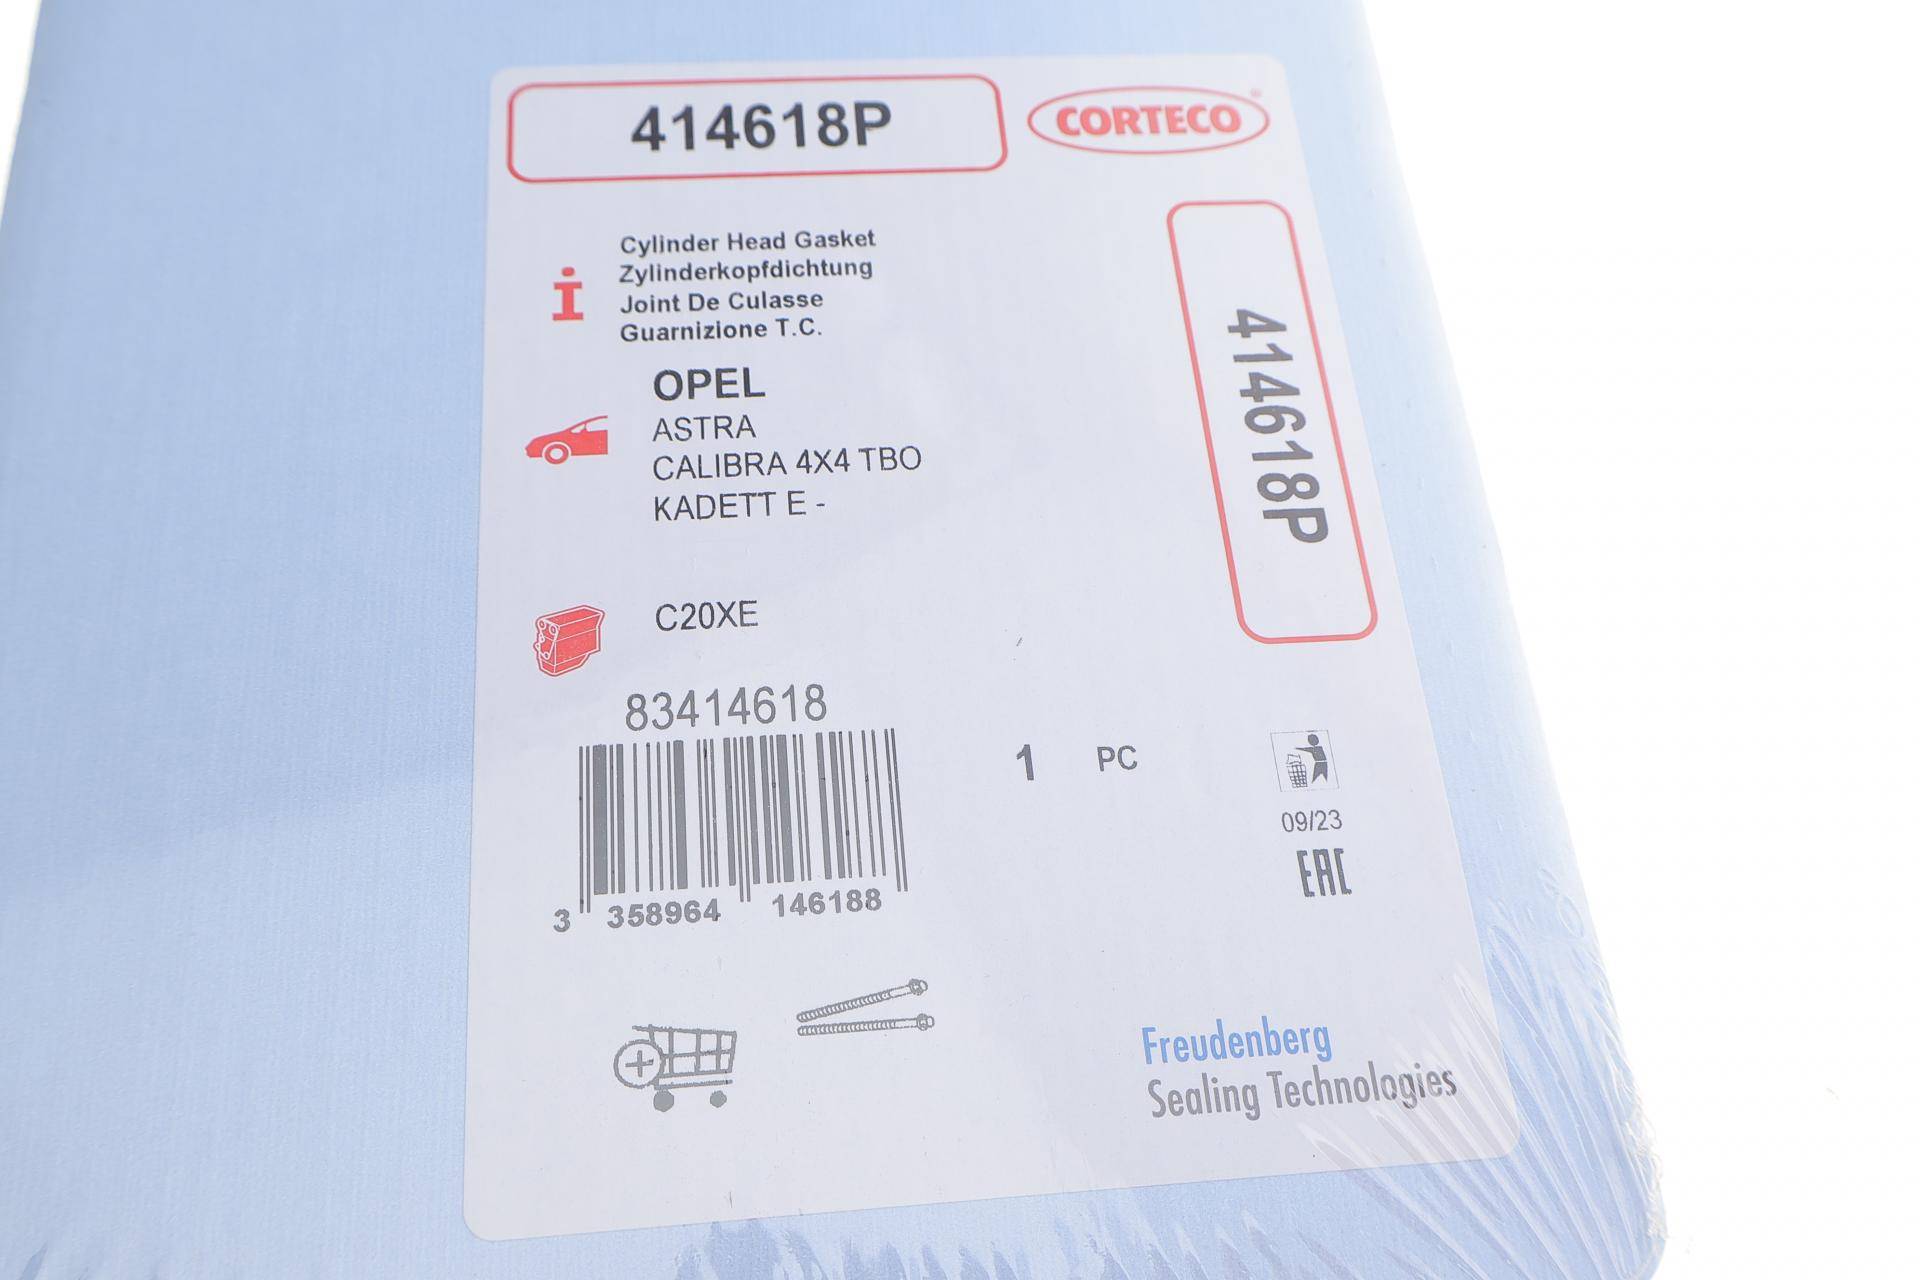 414618P
CORTECO®
Cylinder Head Gasket
Zylinderkopfdichtung
Joint De Culasse
Guarnizione T.C.
OPEL
ASTRA
CALIBRA 4X4 TBO
KADETT E -
414618P
C20XE
83414618
3 358964 146188
1 PC
09/23
EAC
Freudenberg
Sealing Technologies